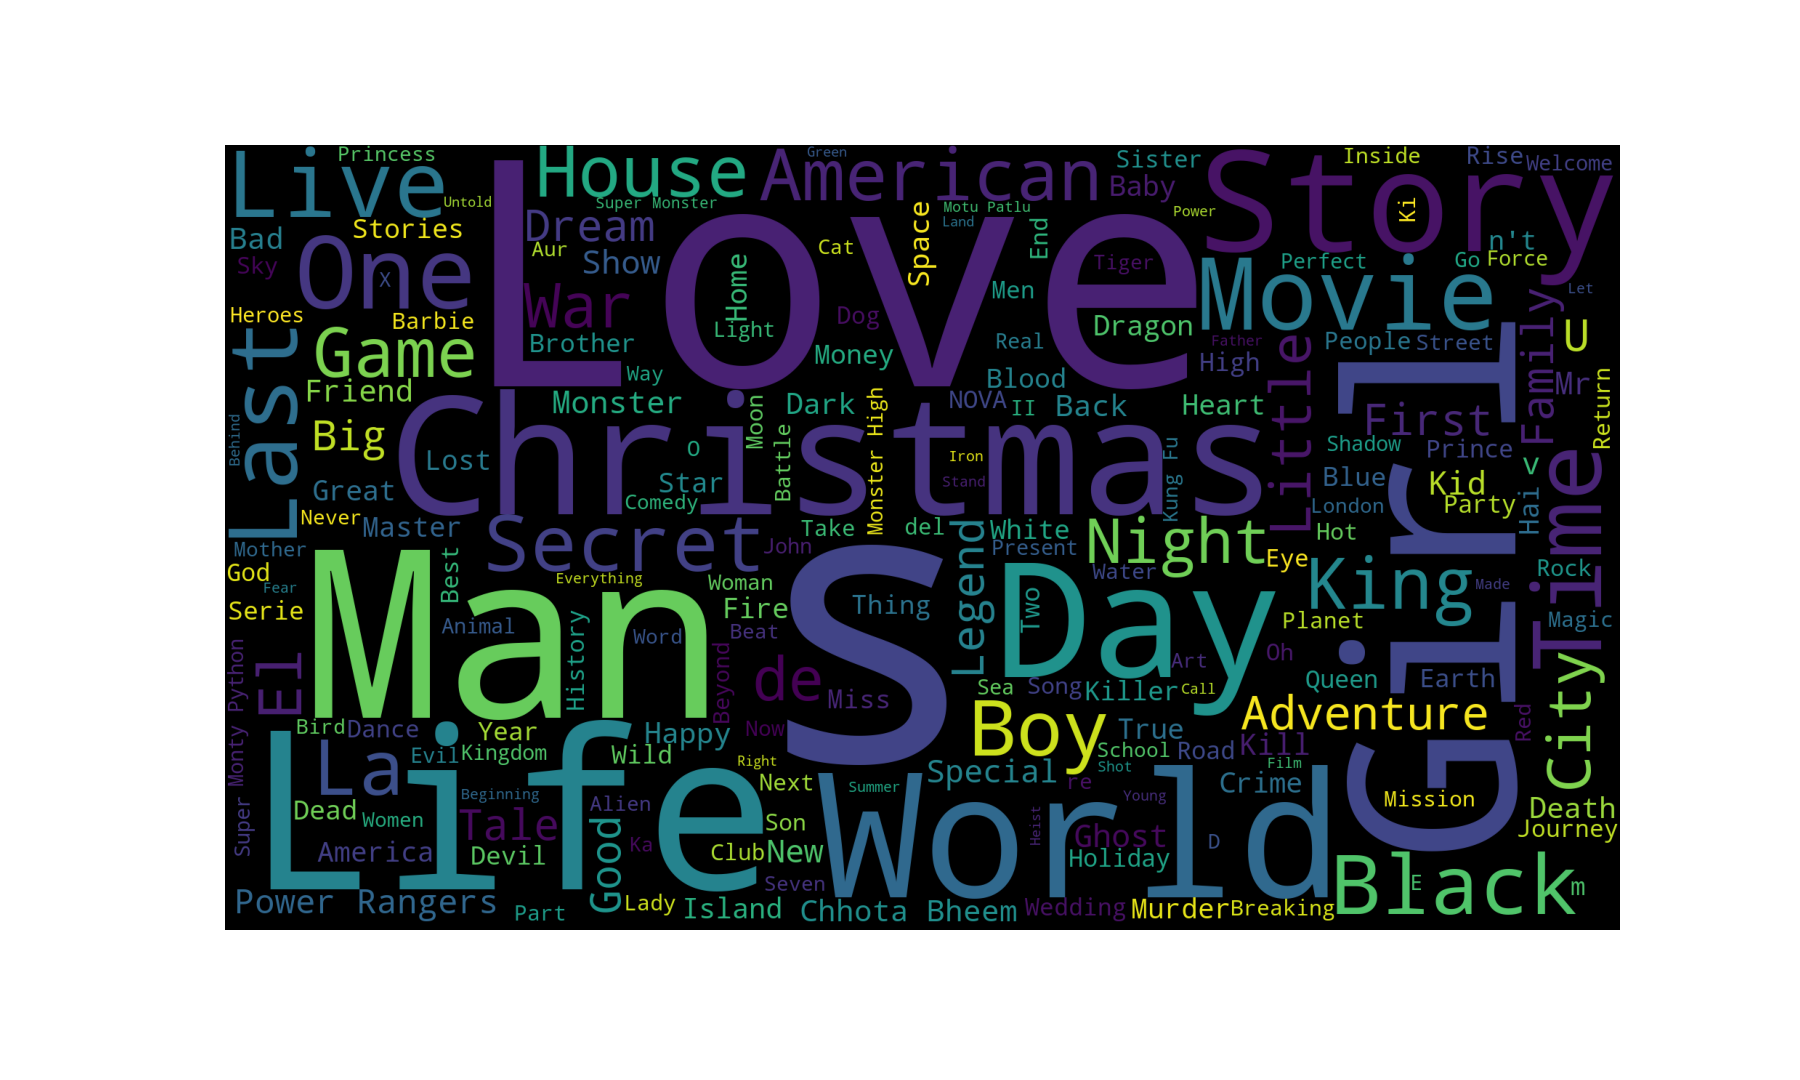 Live
Princess
House
American
Green
Sister
Story
Inside
Rise
Welcome
Untold
Super Monster
Love
Baby
Bad
Stories
One
Dream
Aur
Show
Space
Cat
Motu Patlu
Land
End
Power
Ki
n't
Sky
X
War
Home
Men
Tiger
Movie
Perfect
Go
Force
Let
Heroes
Barbie
Game
Brother
Light
Dog
Money
Real
Dragon
Father
High
People
Street
U
Family
Little
Mr
Last
Friend
Way
Monster
Moon
Dark
Blood
NOVA
II
Back
Heart
First
Return
Behind
Big
Christmas
Lost
O
Battle
Monster High
Iron
Stand
Kung Fu
Shadow
Prince
v
Great
Star
Comedy
Blue
London
Kid
Party
Hai
Time
Never
Master
Secret
John
Take
del
Legend
White
Present
Night
Eye
Hot
Girl
Mother
God
Fear
Serie
Man
Best
Everything
Woman
Fire
S
Thing
Two
Day
Water
King
Planet
Made
Rock
Magic
Animal
History
Word
Beat
Beyond
de
Miss
Art
Oh
El
Monty Python
Sea
Song
Killer
Call
Queen
Earth
City
Red
Bird
Dance
Year
Happy
Now
Boy
True
School
Road
Kill
Adventure
La
Evil
Kingdom
Wild
Right
Next
Special
Shot
Film
Life
Super
Dead
Women
Beginning
Tale
Alien
Good
Ka
Summer
Son
World
re
Young
Heist
Crime
D
Mission
Death
Journey
America
Devil
Club
New
Seven
Ghost
Holiday
Black
E
m
Power Rangers
Part
Lady
Island
Chhota Bheem
Wedding
Murder
Breaking